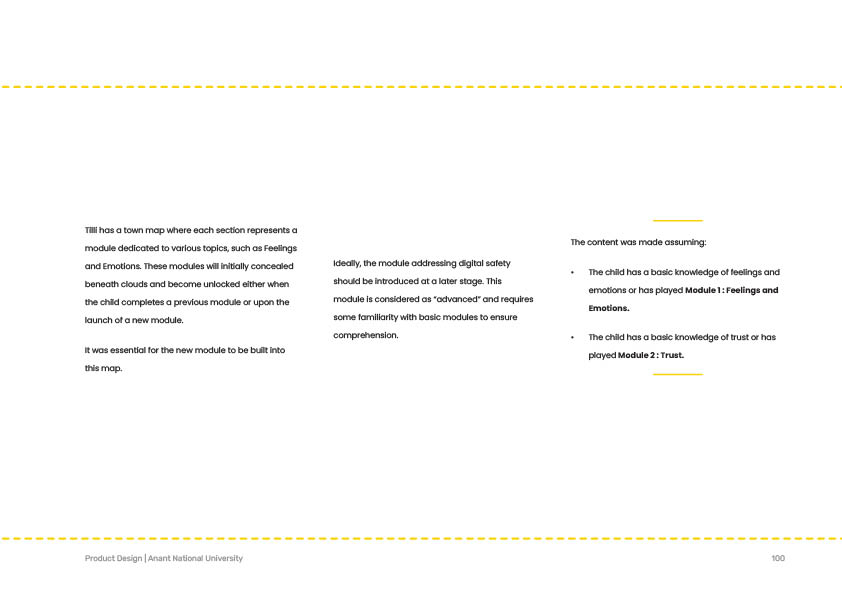 Tilli has a town map where each section represents a
module dedicated to various topics, such as Feelings
and Emotions. These modules will initially concealed
beneath clouds and become unlocked either when
the child completes a previous module or upon the
launch of a new module.
It was essential for the new module to be built into
this map.
Ideally, the module addressing digital safety
should be introduced at a later stage. This
module is considered as “advanced” and requires
some familiarity with basic modules to ensure
comprehension.
The content was made assuming:
• The child has a basic knowledge of feelings and
emotions or has played Module 1 : Feelings and
Emotions.
• The child has a basic knowledge of trust or has
played Module 2 : Trust.
Product Design | Anant National University
100